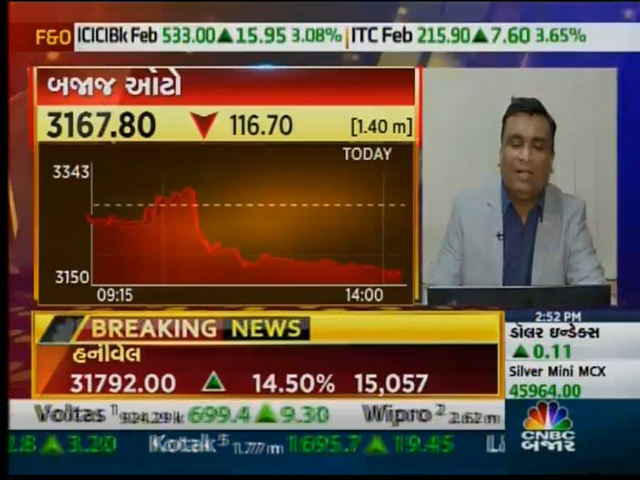 F&O ICICIBk Feb 533.00 ▲ 15.95 3.08% | ITC Feb 215.90 ▲ 7.60 3.65%
બજાજ ઓટો
3167.80 ▼ 116.70 [1.40 m]
TODAY
3343
3150
09:15 14:00
BREAKING NEWS
હનીવેલ
31792.00 ▲ 14.50% 15,057
2:52 PM
ડૉલર ઇન્ડેક્સ
▲ 0.11
Silver Mini MCX
45964.00
Voltas 699.4 ▲ 9.30 Wipro
▲ 3.20 Kotak 1695.7 ▲ 19.45
CNBC
બજાર